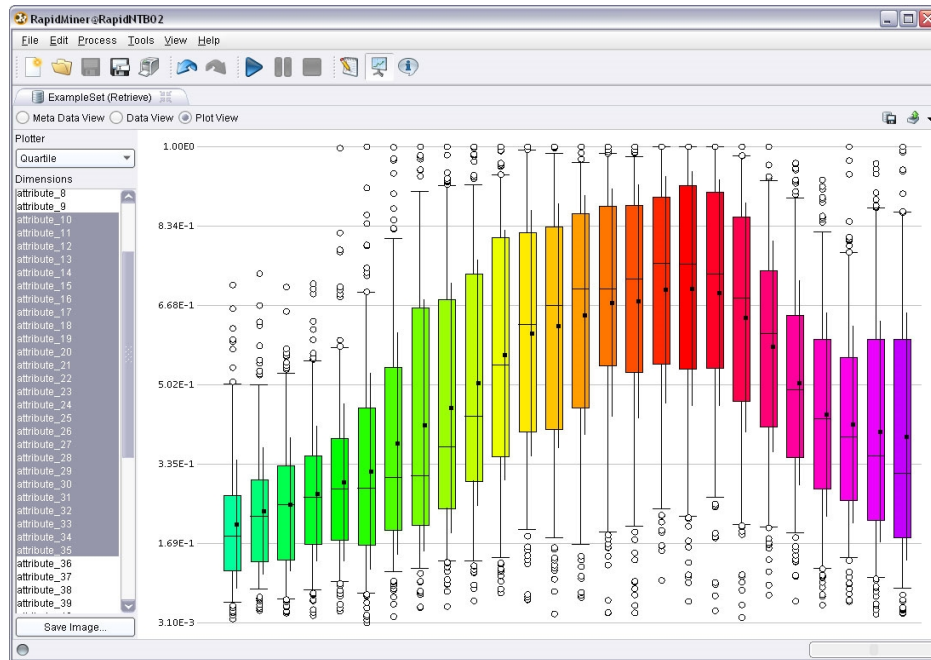 RapidMiner@RapidNTB02
File Edit Process Tools View Help
ExampleSet (Retrieve)
Meta Data View Data View Plot View
Plotter
Quartile
Dimensions
attribute_8
attribute_9
attribute_10
attribute_11
attribute_12
attribute_13
attribute_14
attribute_15
attribute_16
attribute_17
attribute_18
attribute_19
attribute_20
attribute_21
attribute_22
attribute_23
attribute_24
attribute_25
attribute_26
attribute_27
attribute_28
attribute_29
attribute_30
attribute_31
attribute_32
attribute_33
attribute_34
attribute_35
attribute_36
attribute_37
attribute_38
attribute_39
Save Image...
1.00E0
8.34E-1
6.68E-1
5.02E-1
3.35E-1
1.69E-1
3.10E-3